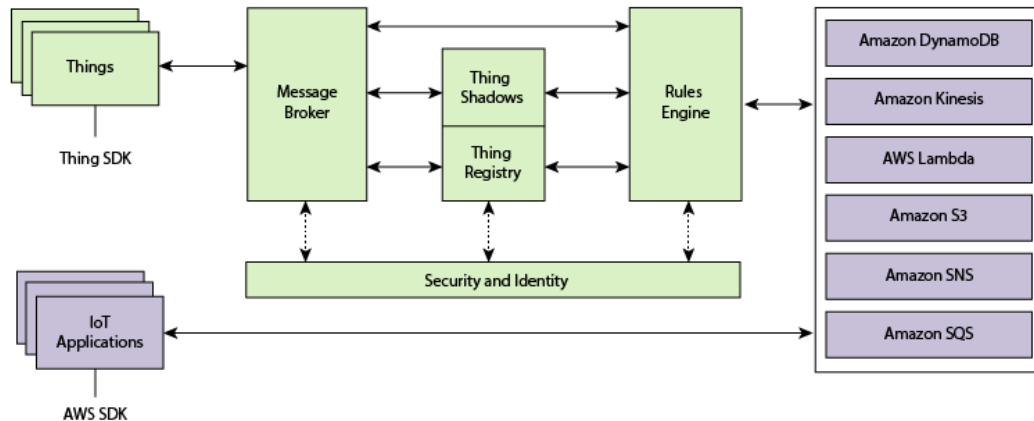 Things
Thing SDK
Message
Broker
Thing
Shadows
Thing
Registry
Rules
Engine
Security and Identity
Amazon DynamoDB
Amazon Kinesis
AWS Lambda
Amazon S3
Amazon SNS
Amazon SQS
IoT
Applications
AWS SDK